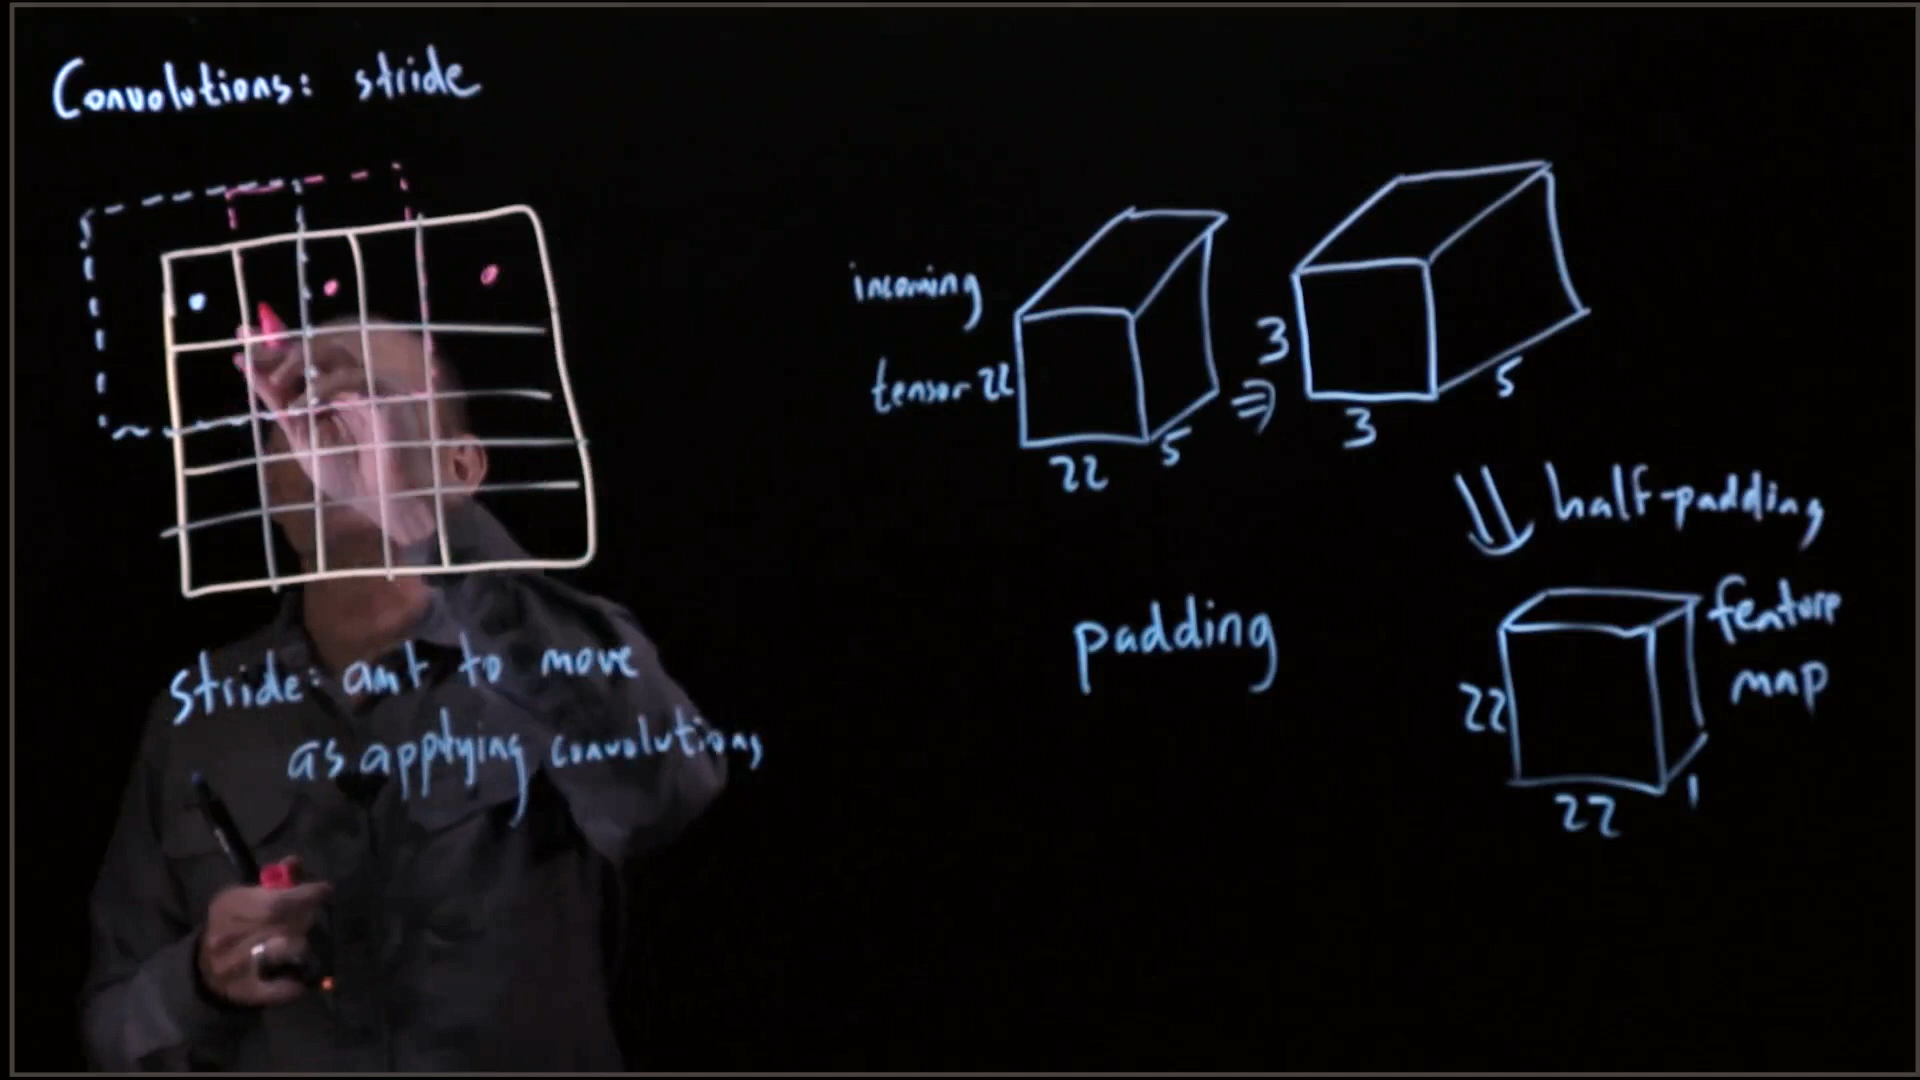 Convolutions: stride
incoming
tensor 22
22
5
3
3
5
half-padding
padding
feature
map
22
22
1
stride: amt to move
as applying convolutions